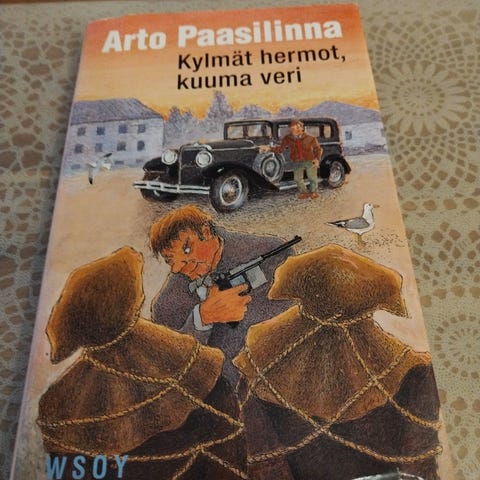 Arto Paasilinna
Kylmät hermot,
kuuma veri
WSOY